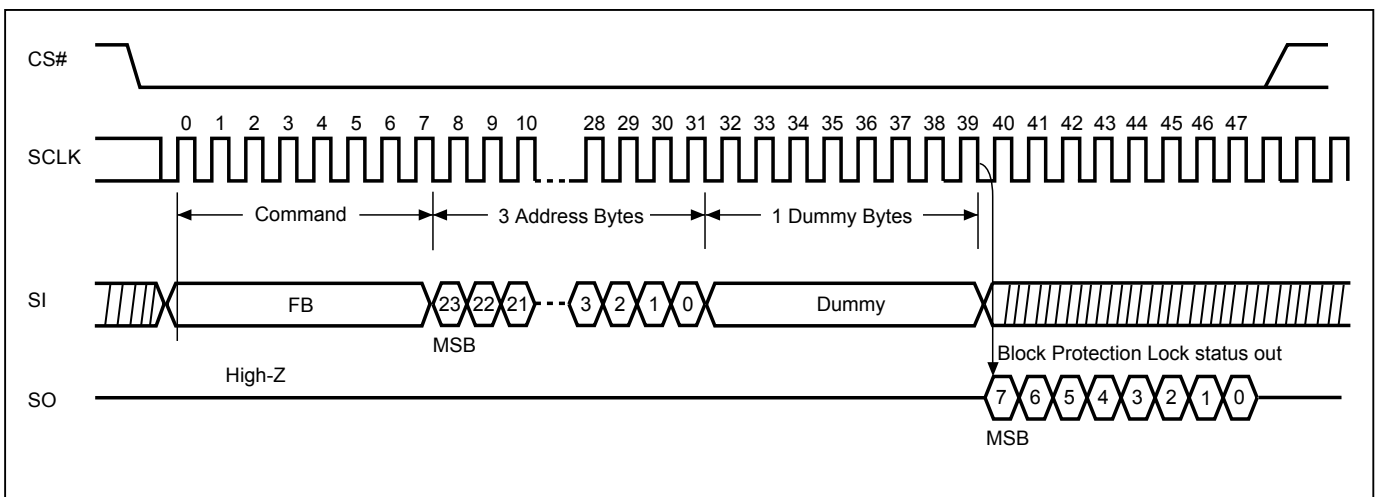 CS#
0 1 2 3 4 5 6 7 8 9 10 28 29 30 31 32 33 34 35 36 37 38 39 40 41 42 43 44 45 46 47
SCLK
Command 3 Address Bytes 1 Dummy Bytes
SI FB 23 22 21 3 2 1 0 Dummy
MSB
Block Protection Lock status out
High-Z
SO 7 6 5 4 3 2 1 0
MSB